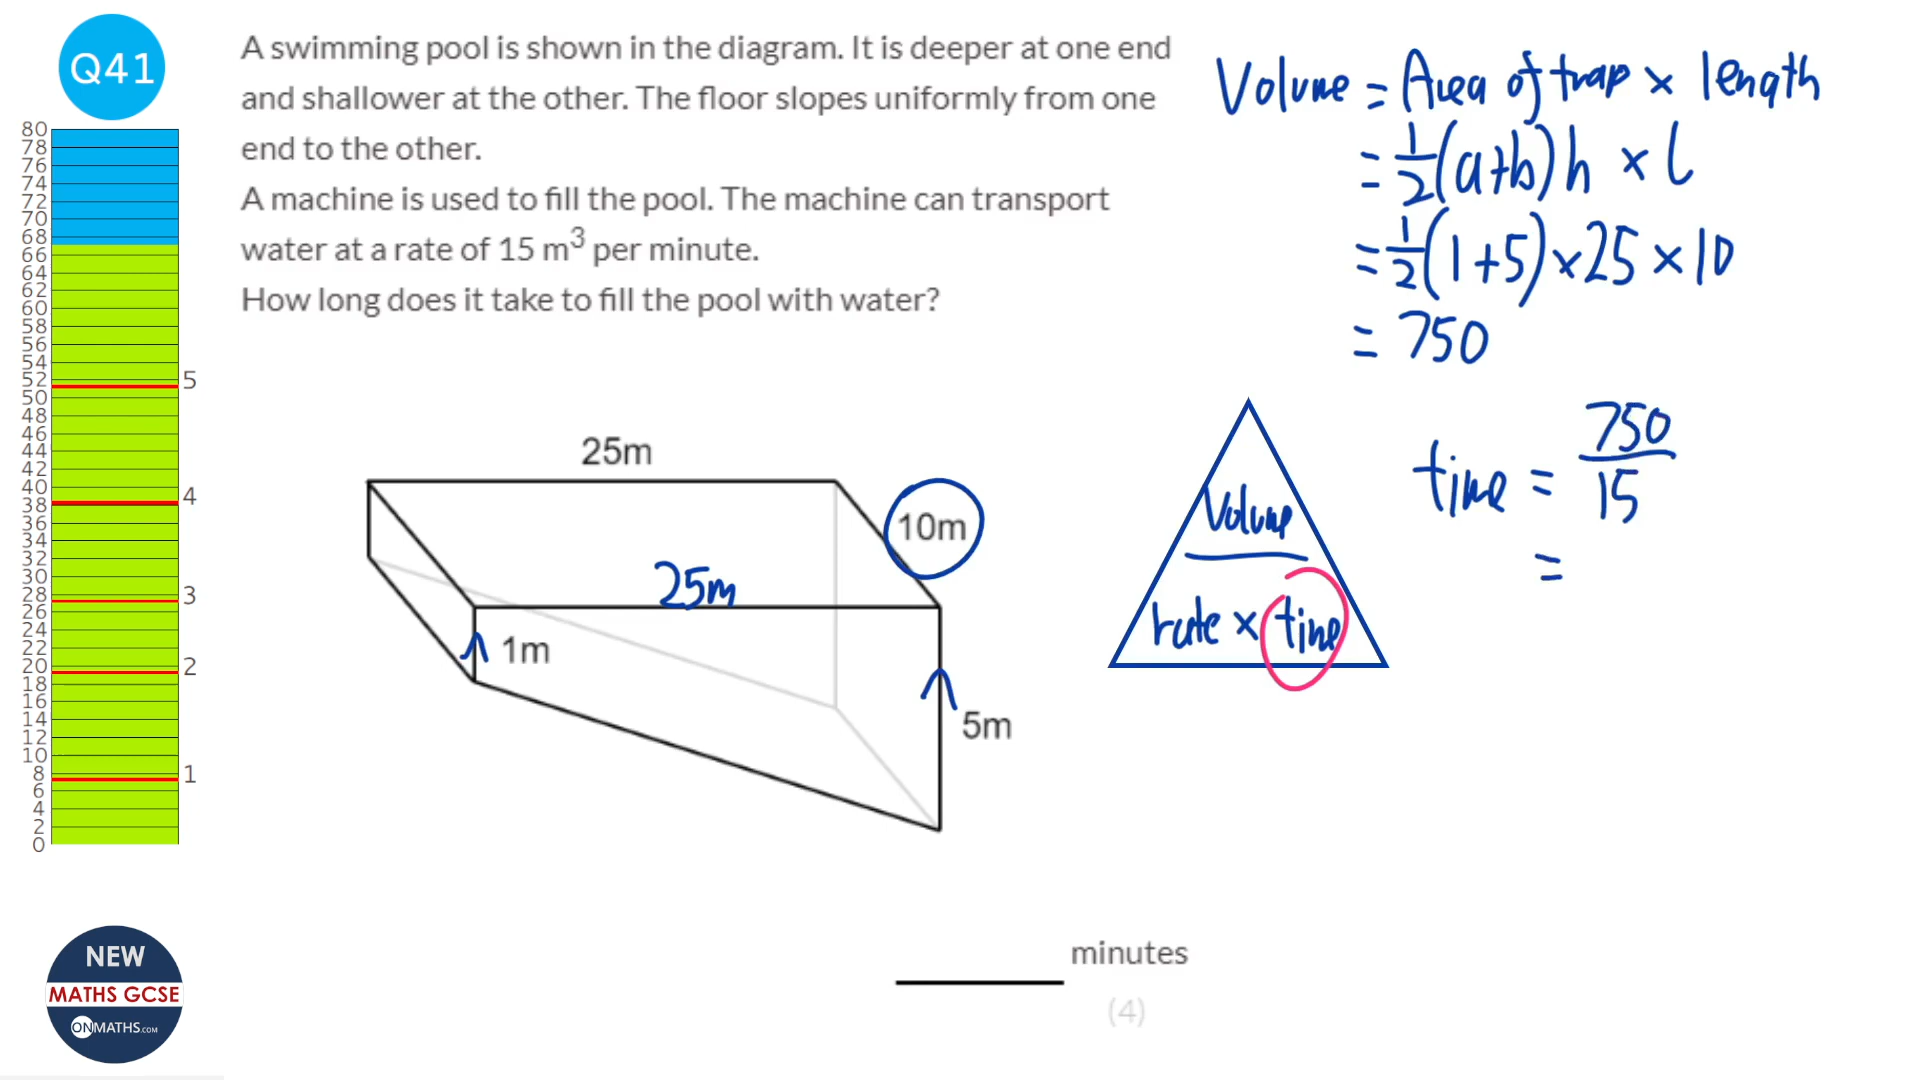 Q41
A swimming pool is shown in the diagram. It is deeper at one end
and shallower at the other. The floor slopes uniformly from one
end to the other.
A machine is used to fill the pool. The machine can transport
water at a rate of 15 m³ per minute.
How long does it take to fill the pool with water?
Volume = Area of trap × length
= 1/2 (a+b)h × l
= 1/2 (1+5) × 25 × 10
= 750
80
78
76
74
72
70
68
66
64
62
60
58
56
54
52
50
48
46
44
42
40
38
36
34
32
30
28
26
24
22
20
18
16
14
12
10
8
6
4
2
0
5
4
3
2
1
25m
10m
25m
1m
5m
Volume
rate × time
time = 750/15
=
minutes
(4)
NEW
MATHS GCSE
ONMATHS.COM